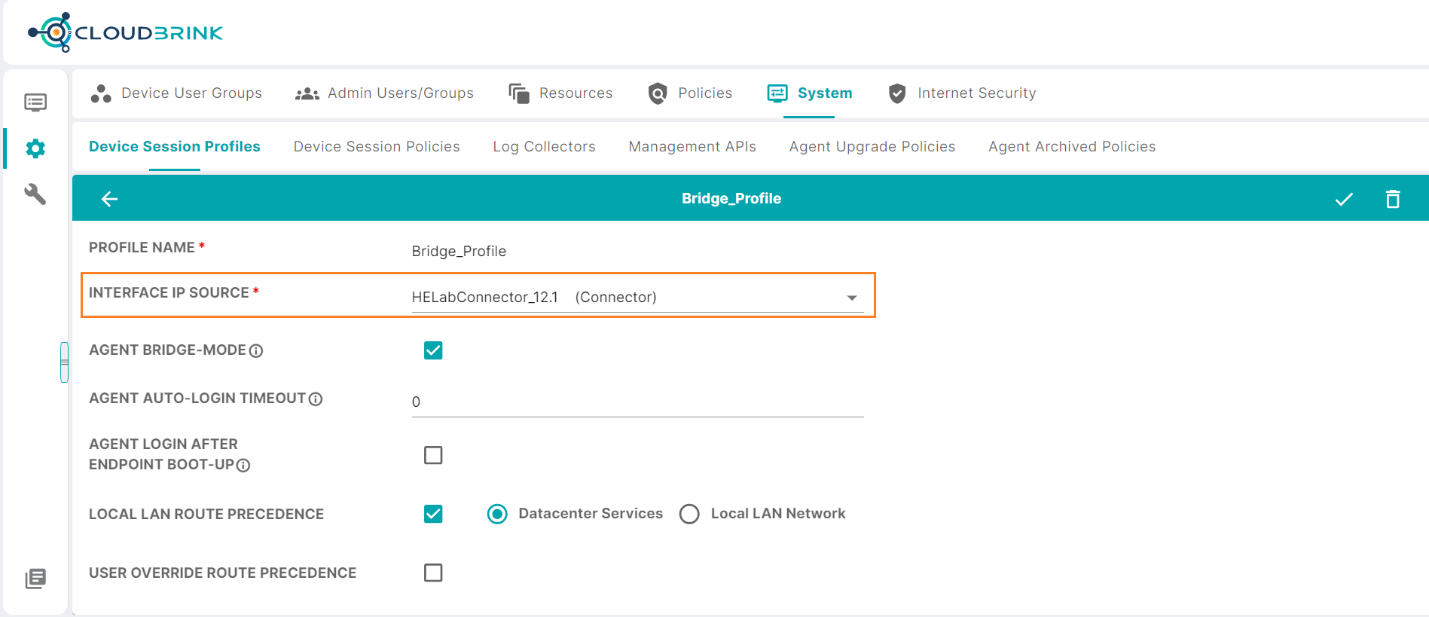 CLOUDBRINK
Device User Groups Admin Users/Groups Resources Policies System Internet Security
Device Session Profiles Device Session Policies Log Collectors Management APIs Agent Upgrade Policies Agent Archived Policies
Bridge_Profile
PROFILE NAME * Bridge_Profile
INTERFACE IP SOURCE * HELabConnector_12.1 (Connector)
AGENT BRIDGE-MODE
AGENT AUTO-LOGIN TIMEOUT 0
AGENT LOGIN AFTER
ENDPOINT BOOT-UP
LOCAL LAN ROUTE PRECEDENCE Datacenter Services Local LAN Network
USER OVERRIDE ROUTE PRECEDENCE